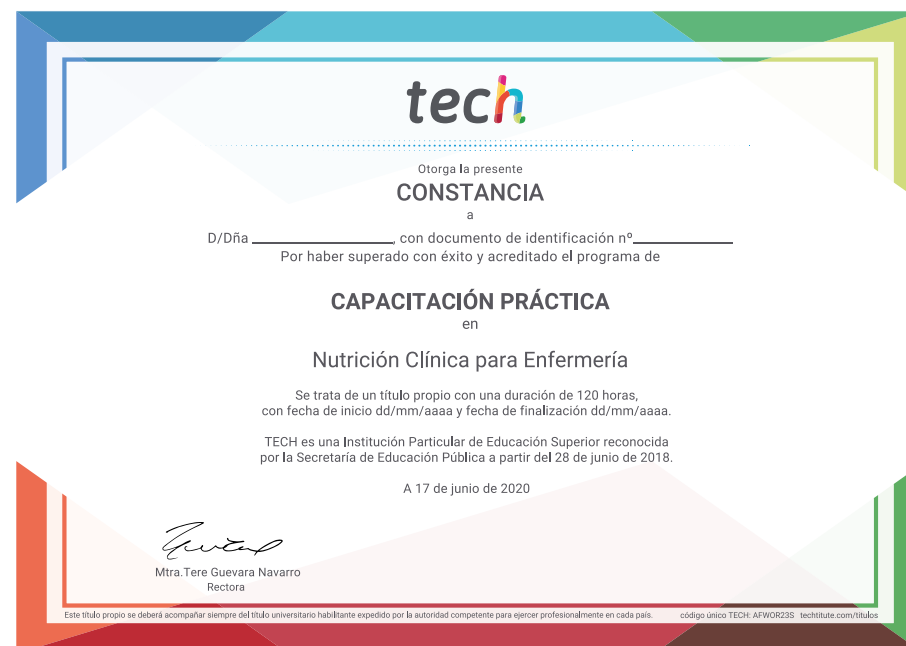 tech
Otorga la presente
CONSTANCIA
a
D/Dña ____________________, con documento de identificación nº______________
Por haber superado con éxito y acreditado el programa de
CAPACITACIÓN PRÁCTICA
en
Nutrición Clínica para Enfermería
Se trata de un título propio con una duración de 120 horas,
con fecha de inicio dd/mm/aaaa y fecha de finalización dd/mm/aaaa.
TECH es una Institución Particular de Educación Superior reconocida
por la Secretaría de Educación Pública a partir del 28 de junio de 2018.
A 17 de junio de 2020
Mtra.Tere Guevara Navarro
Rectora
Este título propio se deberá acompañar siempre del título universitario habilitante expedido por la autoridad competente para ejercer profesionalmente en cada país. código único TECH: AFWOR23S techtitute.com/titulos